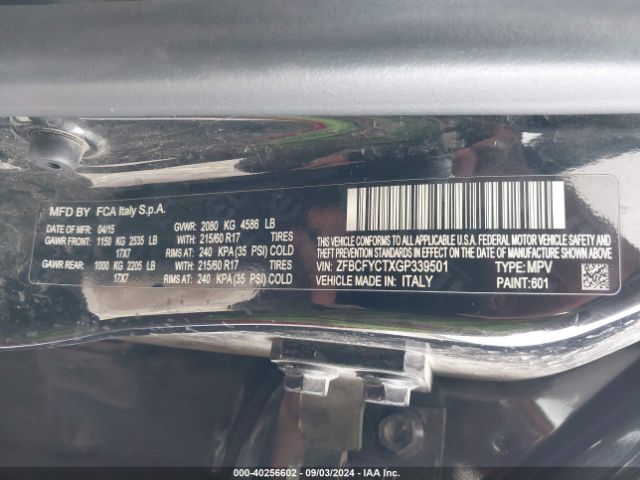 MFD BY FCA Italy S.p.A.
DATE OF MFR: 04/15 GVWR: 2080 KG 4586 LB
GAWR FRONT: 1150 KG 2535 LB WITH: 215/60 R17 TIRES
17X7 RIMS AT: 240 KPA (35 PSI) COLD
GAWR REAR: 1000 KG 2205 LB WITH: 215/60 R17 TIRES
17X7 RIMS AT: 240 KPA (35 PSI) COLD
THIS VEHICLE CONFORMS TO ALL APPLICABLE U.S.A. FEDERAL MOTOR VEHICLE
SAFETY, BUMPER, AND THEFT PREVENTION STANDARDS IN EFFECT ON THE
DATE OF MANUFACTURE SHOWN ABOVE.
VIN: ZFBCFYCTXGP339501 TYPE: MPV
VEHICLE MADE IN: ITALY PAINT: 601
000-40256602 - 09/03/2024 - IAA Inc.